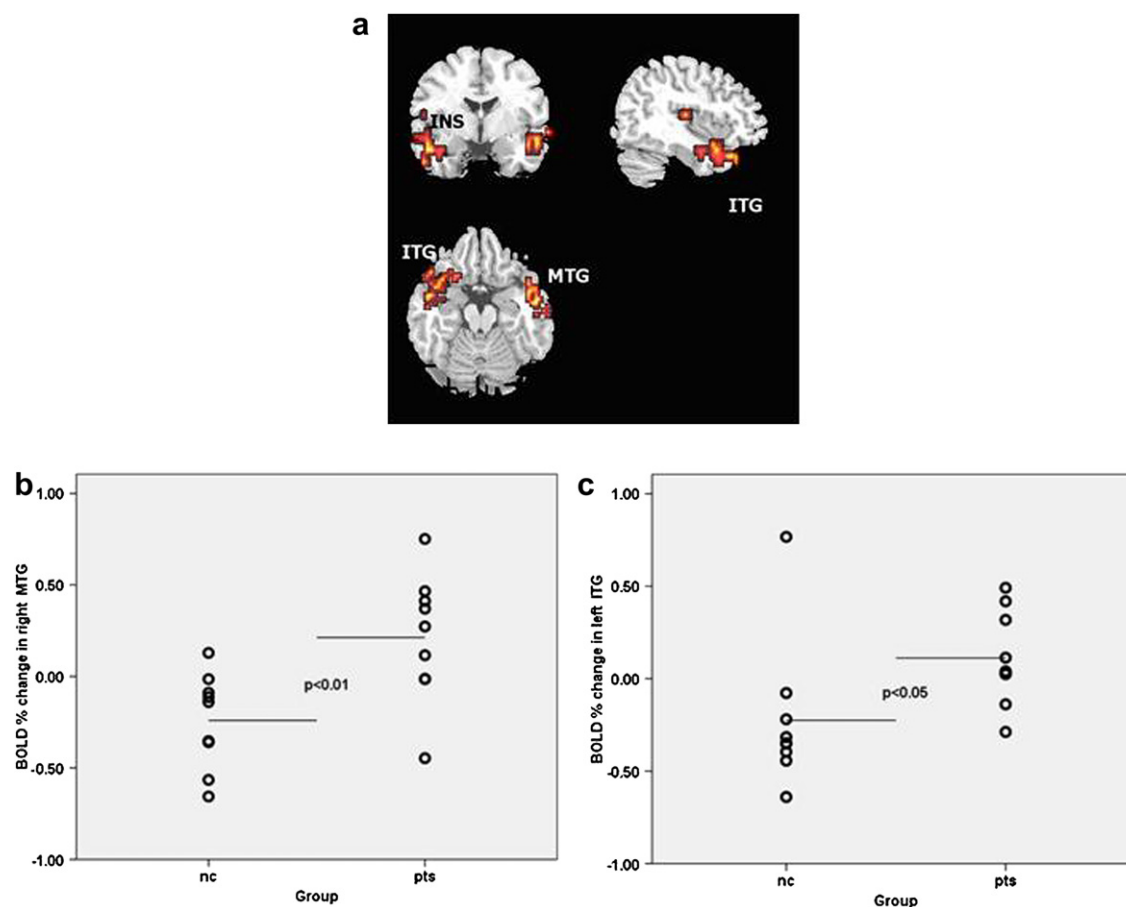 a
INS
ITG
ITG
MTG
b
BOLD % change in right MTG
1.00
0.50
0.00
-0.50
-1.00
p<0.01
nc
pts
Group
c
BOLD % change in left ITG
1.00
0.50
0.00
-0.50
-1.00
p<0.05
nc
pts
Group